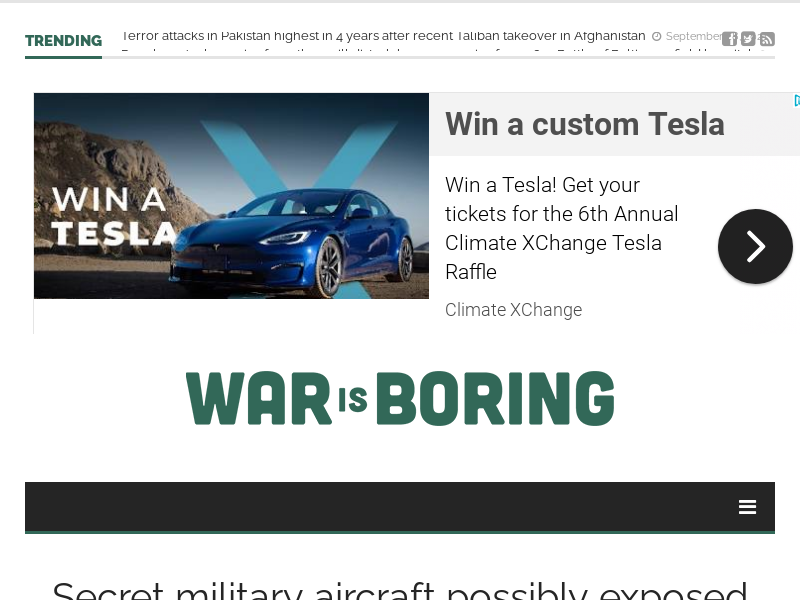 TRENDING
Terror attacks in Pakistan highest in 4 years after recent Taliban takeover in Afghanistan
September
WIN A
TESLA
Win a custom Tesla
Win a Tesla! Get your
tickets for the 6th Annual
Climate XChange Tesla
Raffle
Climate XChange
WAR IS BORING
Secret military aircraft possibly exposed